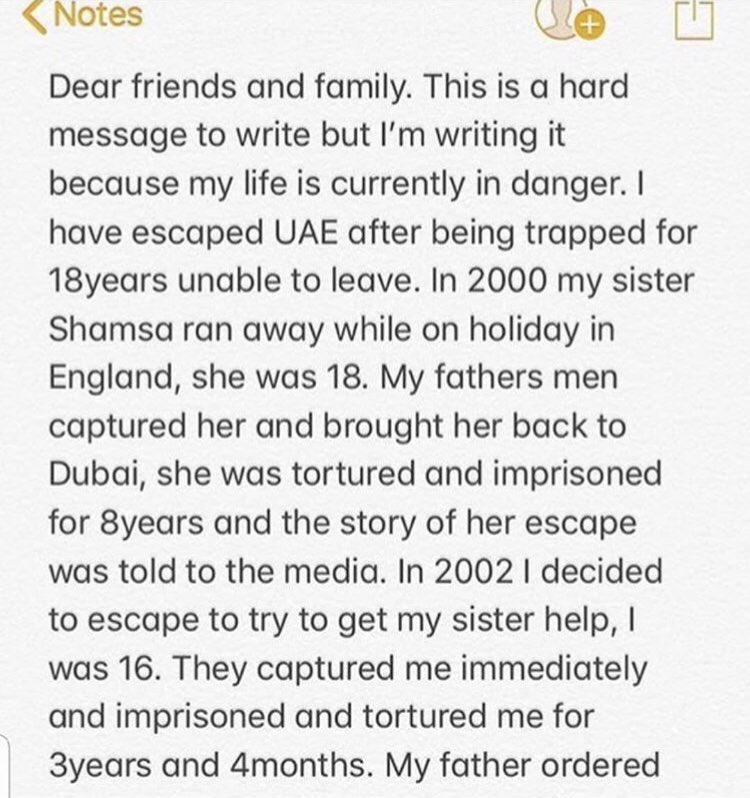 Notes
Dear friends and family. This is a hard
message to write but I'm writing it
because my life is currently in danger. I
have escaped UAE after being trapped for
18years unable to leave. In 2000 my sister
Shamsa ran away while on holiday in
England, she was 18. My fathers men
captured her and brought her back to
Dubai, she was tortured and imprisoned
for 8years and the story of her escape
was told to the media. In 2002 I decided
to escape to try to get my sister help, I
was 16. They captured me immediately
and imprisoned and tortured me for
3years and 4months. My father ordered